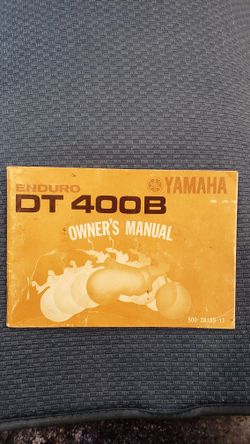 ENDURO
YAMAHA
DT 400B
OWNER'S MANUAL